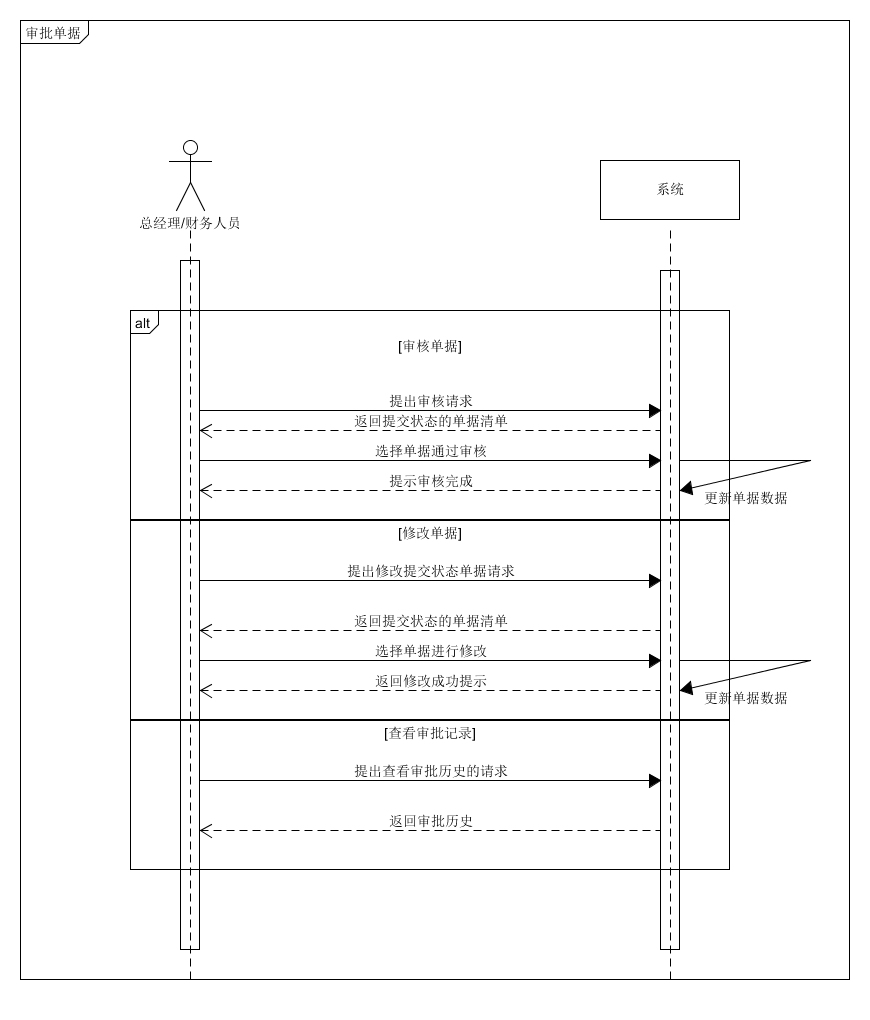 审批单据
总经理/财务人员
系统
alt
[审核单据]
提出审核请求
返回提交状态的单据清单
选择单据通过审核
提示审核完成
更新单据数据
[修改单据]
提出修改提交状态单据请求
返回提交状态的单据清单
选择单据进行修改
返回修改成功提示
更新单据数据
[查看审批记录]
提出查看审批历史的请求
返回审批历史